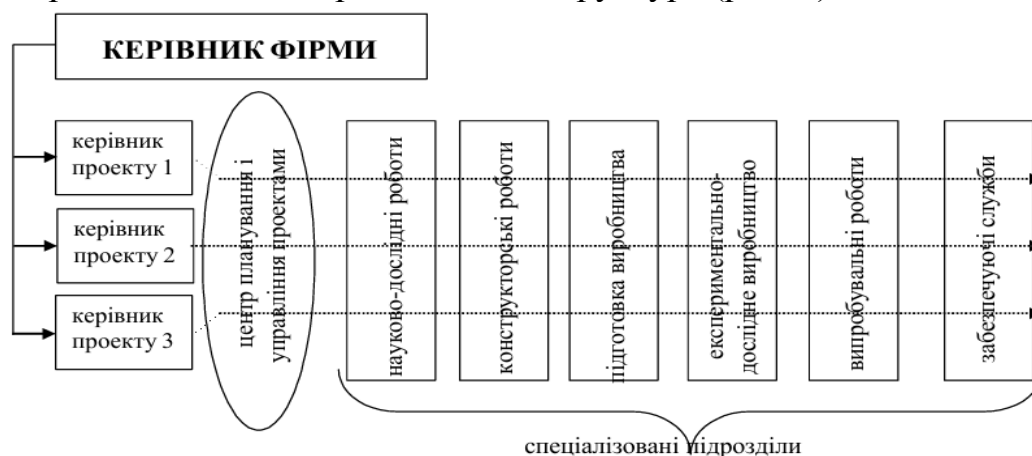 КЕРІВНИК ФІРМИ
керівник
проекту 1
керівник
проекту 2
керівник
проекту 3
центр планування і
управління проектами
науково-дослідні роботи
конструкторські роботи
підготовка виробництва
експериментально-
дослідне виробництво
випробувальні роботи
забезпечуючі служби
спеціалізовані підрозділи